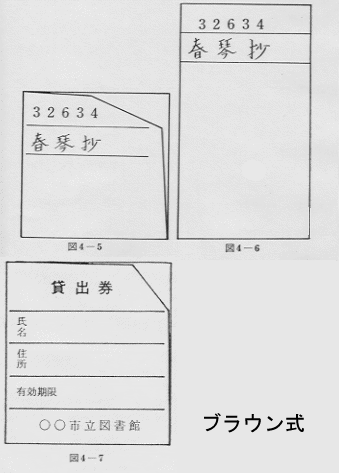 32634
春琴抄
図4-5
32634
春琴抄
図4-6
貸出券
氏名
住所
有効期限
○○市立図書館
図4-7
ブラウン式